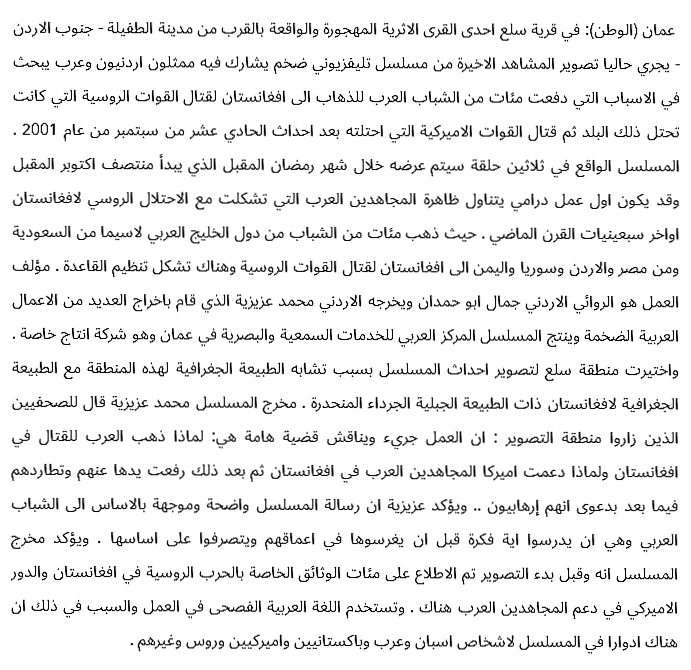 عمان (الوطن): في قرية سلع احدى القرى الاثرية المهجورة والواقعة بالقرب من مدينة الطفيلة - جنوب الاردن
- يجري حاليا تصوير المشاهد الاخيرة من مسلسل تليفزيوني ضخم يشارك فيه ممثلون اردنيون وعرب يبحث
في الاسباب التي دفعت مئات من الشباب العرب للذهاب الى افغانستان لقتال القوات الروسية التي كانت
تحتل ذلك البلد ثم قتال القوات الاميركية التي احتلته بعد احداث الحادي عشر من سبتمبر من عام 2001 .
المسلسل الواقع في ثلاثين حلقة سيتم عرضه خلال شهر رمضان المقبل الذي يبدأ منتصف اكتوبر المقبل
وقد يكون اول عمل درامي يتناول ظاهرة المجاهدين العرب التي تشكلت مع الاحتلال الروسي لافغانستان
اواخر سبعينيات القرن الماضي . حيث ذهب مئات من الشباب من دول الخليج العربي لاسيما من السعودية
ومن مصر والاردن وسوريا واليمن الى افغانستان لقتال القوات الروسية وهناك تشكل تنظيم القاعدة . مؤلف
العمل هو الروائي الاردني جمال ابو حمدان ويخرجه الاردني محمد عزيزية الذي قام باخراج العديد من الاعمال
العربية الضخمة وينتج المسلسل المركز العربي للخدمات السمعية والبصرية في عمان وهو شركة انتاج خاصة .
واختيرت منطقة سلع لتصوير احداث المسلسل بسبب تشابه الطبيعة الجغرافية لهذه المنطقة مع الطبيعة
الجغرافية لافغانستان ذات الطبيعة الجبلية الجرداء المنحدرة . مخرج المسلسل محمد عزيزية قال للصحفيين
الذين زاروا منطقة التصوير : ان العمل جريء ويناقش قضية هامة هي: لماذا ذهب العرب للقتال في
افغانستان ولماذا دعمت اميركا المجاهدين العرب في افغانستان ثم بعد ذلك رفعت يدها عنهم وتطاردهم
فيما بعد بدعوى انهم إرهابيون .. ويؤكد عزيزية ان رسالة المسلسل واضحة وموجهة بالاساس الى الشباب
العربي وهي ان يدرسوا اية فكرة قبل ان يغرسوها في اعماقهم ويتصرفوا على اساسها . ويؤكد مخرج
المسلسل انه وقبل بدء التصوير تم الاطلاع على مئات الوثائق الخاصة بالحرب الروسية في افغانستان والدور
الاميركي في دعم المجاهدين العرب هناك . وتستخدم اللغة العربية الفصحى في العمل والسبب في ذلك ان
هناك ادوارا في المسلسل لاشخاص اسبان وعرب وباكستانيين واميركيين وروس وغيرهم .